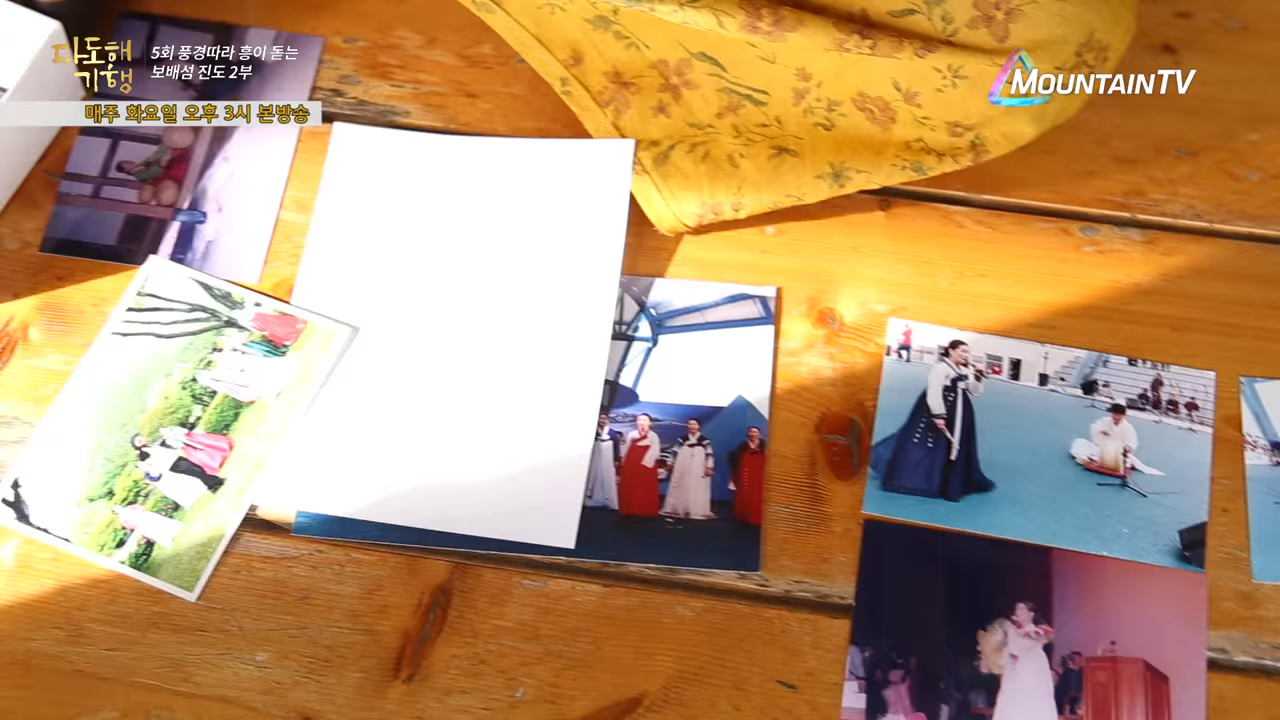 다도해
기행
5회 풍경따라 흥이 돋는
보배섬 진도 2부
매주 화요일 오후 3시 본방송
MOUNTAINTV